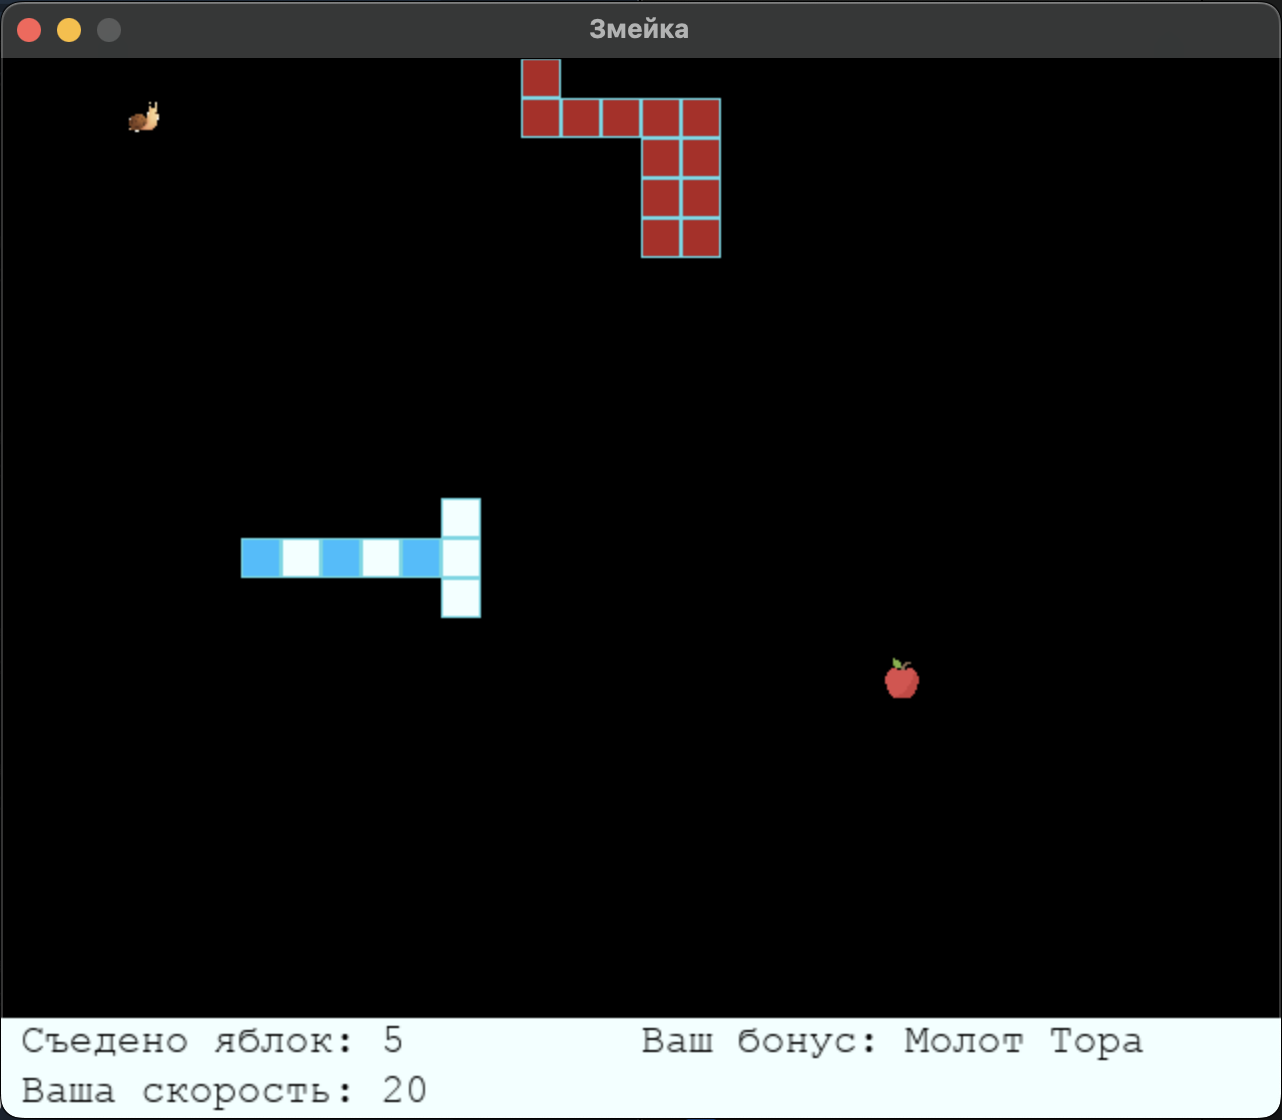 Змейка
Съедено яблок: 5
Ваш бонус: Молот Тора
Ваша скорость: 20